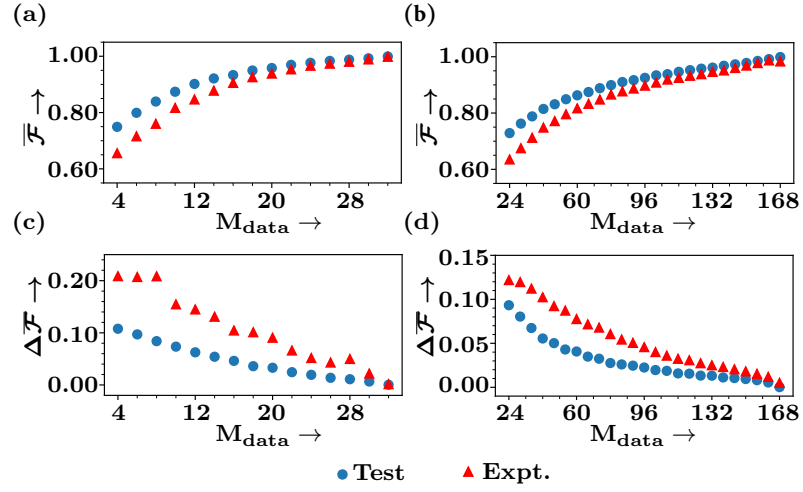 (a)
1.00
0.80
0.60
F̅ →
4 12 20 28
M_data →
(b)
1.00
0.80
0.60
F̅ →
24 60 96 132 168
M_data →
(c)
0.20
0.10
0.00
ΔF̅ →
4 12 20 28
M_data →
(d)
0.15
0.10
0.05
0.00
ΔF̅ →
24 60 96 132 168
M_data →
Test Expt.